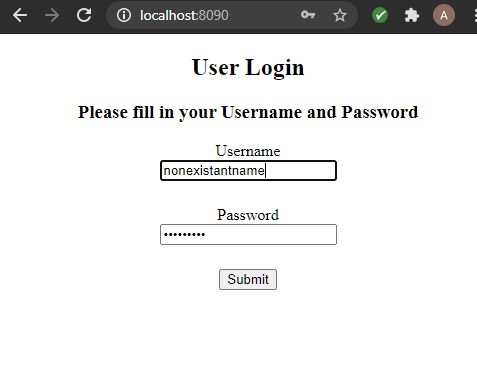 localhost:8090
A
User Login
Please fill in your Username and Password
Username
nonexistantname
Password
•••••••••
Submit